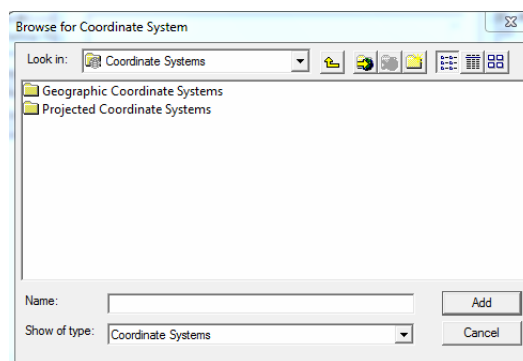 Browse for Coordinate System
Look in: Coordinate Systems
Geographic Coordinate Systems
Projected Coordinate Systems
Name: Add
Show of type: Coordinate Systems Cancel